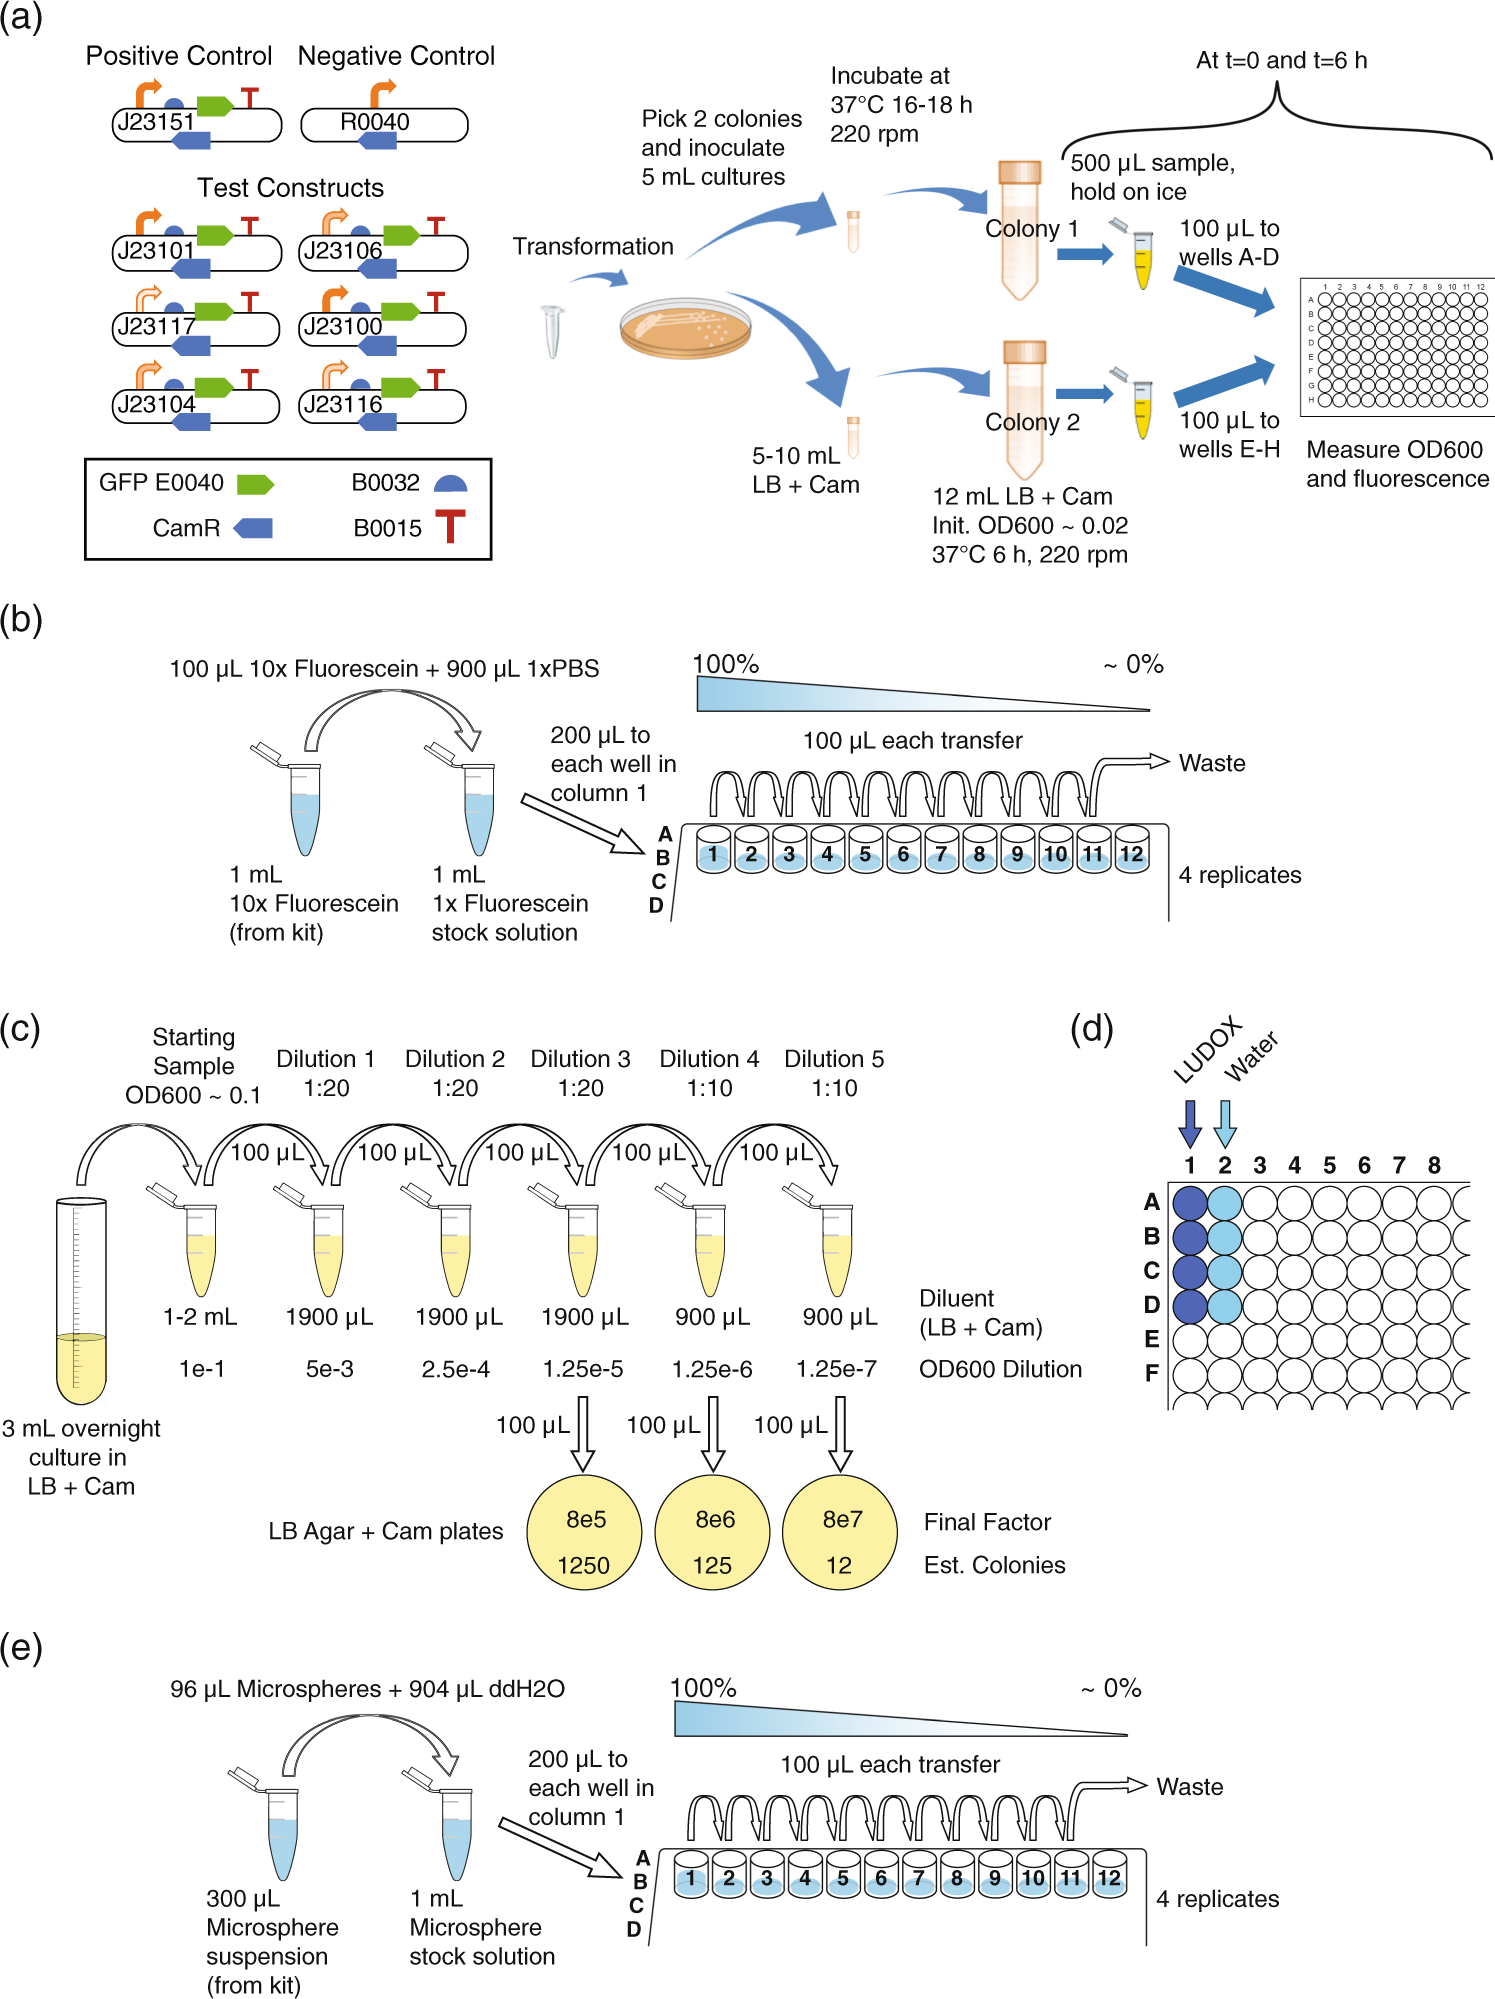 (a)
Positive Control
Negative Control
J23151
R0040
Test Constructs
J23101
J23106
J23117
J23100
J23104
J23116
GFP E0040
B0032
CamR
B0015
Transformation
Pick 2 colonies
and inoculate
5 mL cultures
Incubate at
37°C 16-18 h
220 rpm
5-10 mL
LB + Cam
Colony 1
Colony 2
12 mL LB + Cam
Init. OD600 ~ 0.02
37°C 6 h, 220 rpm
At t=0 and t=6 h
500 µL sample,
hold on ice
100 µL to
wells A-D
100 µL to
wells E-H
1 2 3 4 5 6 7 8 9 10 11 12
A
B
C
D
E
F
G
H
Measure OD600
and fluorescence
(b)
100 µL 10x Fluorescein + 900 µL 1xPBS
1 mL
10x Fluorescein
(from kit)
1 mL
1x Fluorescein
stock solution
200 µL to
each well in
column 1
100%
~ 0%
100 µL each transfer
Waste
A
B
C
D
1 2 3 4 5 6 7 8 9 10 11 12
4 replicates
(c)
Starting
Sample
OD600 ~ 0.1
Dilution 1
1:20
Dilution 2
1:20
Dilution 3
1:20
Dilution 4
1:10
Dilution 5
1:10
100 µL
100 µL
100 µL
100 µL
100 µL
1-2 mL
1900 µL
1900 µL
1900 µL
900 µL
900 µL
Diluent
(LB + Cam)
1e-1
5e-3
2.5e-4
1.25e-5
1.25e-6
1.25e-7
OD600 Dilution
3 mL overnight
culture in
LB + Cam
100 µL
100 µL
100 µL
LB Agar + Cam plates
8e5
1250
8e6
125
8e7
12
Final Factor
Est. Colonies
(d)
LUDOX
Water
1 2 3 4 5 6 7 8
A
B
C
D
E
F
(e)
96 µL Microspheres + 904 µL ddH2O
300 µL
Microsphere
suspension
(from kit)
1 mL
Microsphere
stock solution
200 µL to
each well in
column 1
100%
~ 0%
100 µL each transfer
Waste
A
B
C
D
1 2 3 4 5 6 7 8 9 10 11 12
4 replicates